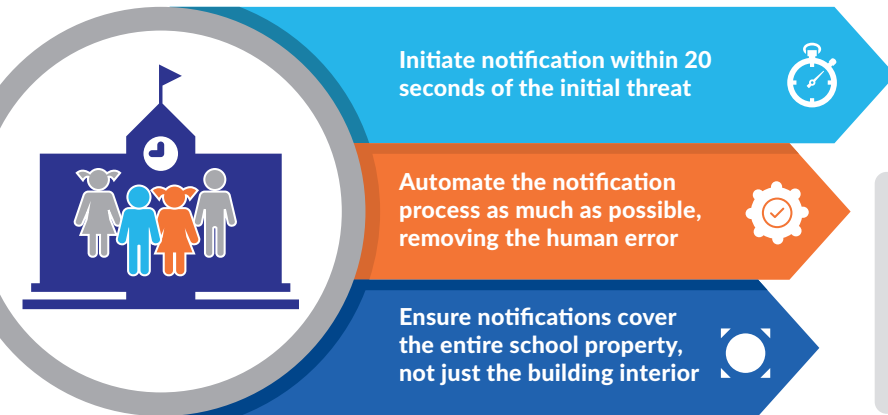 Initiate notification within 20
seconds of the initial threat
Automate the notification
process as much as possible,
removing the human error
Ensure notifications cover
the entire school property,
not just the building interior